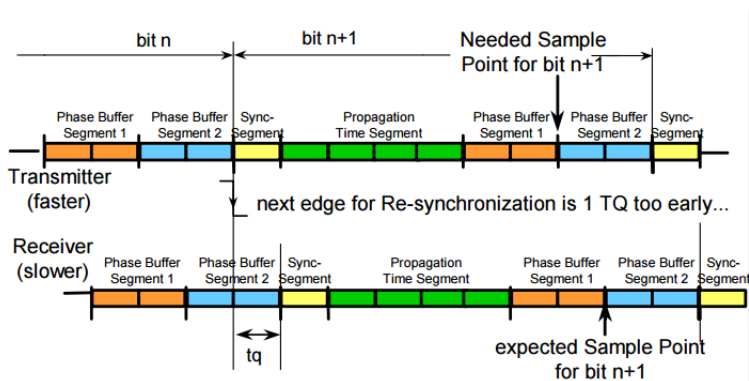 bit n
bit n+1
Needed Sample
Point for bit n+1
Phase Buffer
Segment 1
Phase Buffer
Segment 2
Sync-
Segment
Propagation
Time Segment
Phase Buffer
Segment 1
Phase Buffer
Segment 2
Sync-
Segment
Transmitter
(faster)
next edge for Re-synchronization is 1 TQ too early...
Receiver
(slower)
Phase Buffer
Segment 1
Phase Buffer
Segment 2
Sync-
Segment
Propagation
Time Segment
Phase Buffer
Segment 1
Phase Buffer
Segment 2
Sync-
Segment
tq
expected Sample Point
for bit n+1